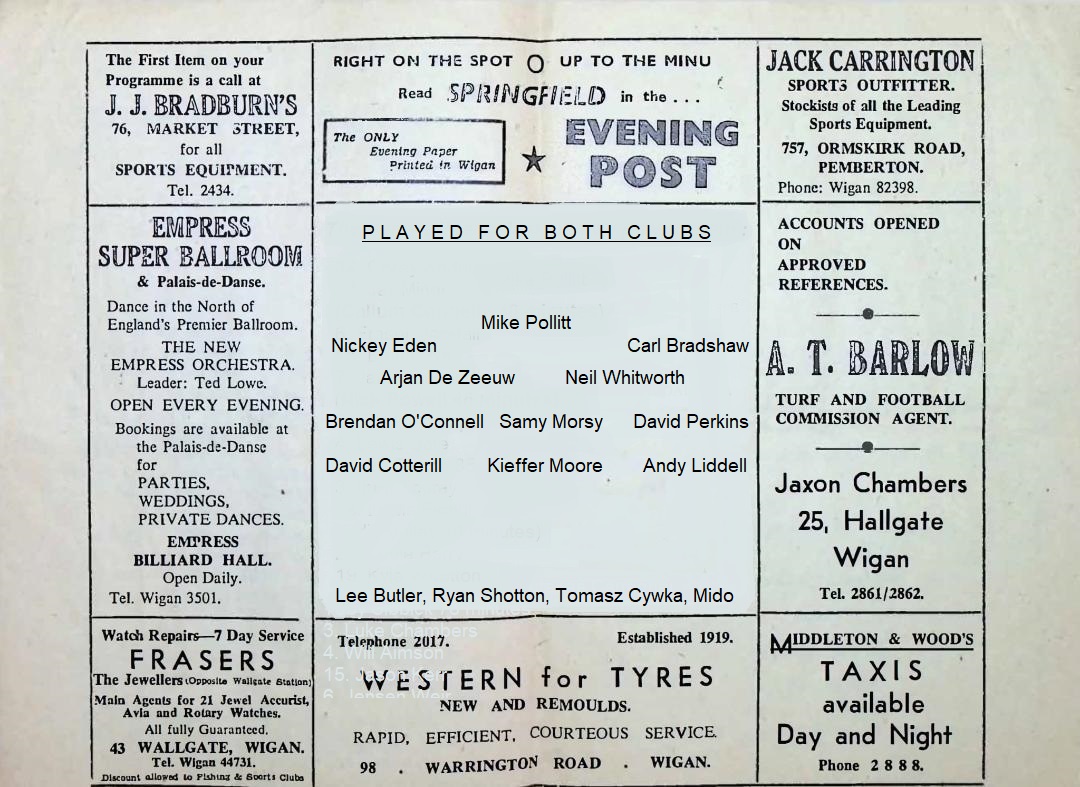 The First Item on your
Programme is a call at
J. J. BRADBURN'S
76, MARKET STREET,
for all
SPORTS EQUIPMENT.
Tel. 2434.
EMPRESS
SUPER BALLROOM
& Palais-de-Danse.
Dance in the North of
England's Premier Ballroom.
THE NEW
EMPRESS ORCHESTRA.
Leader: Ted Lowe.
OPEN EVERY EVENING.
Bookings are available at
the Palais-de-Danse
for
PARTIES,
WEDDINGS,
PRIVATE DANCES.
EMPRESS
BILLIARD HALL.
Open Daily.
Tel. Wigan 3501.
Watch Repairs—7 Day Service
FRASERS
The Jewellers (Opposite Wallgate Station)
Main Agents for 21 Jewel Accurist,
Avia and Rotary Watches.
All fully Guaranteed.
43 WALLGATE, WIGAN.
Tel. Wigan 44731.
Discount allowed to Fishing & Sports Clubs
RIGHT ON THE SPOT O UP TO THE MINU
Read SPRINGFIELD in the ...
The ONLY
Evening Paper
Printed in Wigan
EVENING
POST
PLAYED FOR BOTH CLUBS
Mike Pollitt
Nickey Eden Carl Bradshaw
Arjan De Zeeuw Neil Whitworth
Brendan O'Connell Samy Morsy David Perkins
David Cotterill Kieffer Moore Andy Liddell
Lee Butler, Ryan Shotton, Tomasz Cywka, Mido
3. Luke Chambers
4. Will Aimson
Telephone 2017. Established 1919.
WESTERN for TYRES
NEW AND REMOULDS.
RAPID, EFFICIENT, COURTEOUS SERVICE.
98 . WARRINGTON ROAD . WIGAN.
JACK CARRINGTON
SPORTS OUTFITTER.
Stockists of all the Leading
Sports Equipment.
757, ORMSKIRK ROAD,
PEMBERTON.
Phone: Wigan 82398.
ACCOUNTS OPENED
ON
APPROVED
REFERENCES.
A. T. BARLOW
TURF AND FOOTBALL
COMMISSION AGENT.
Jaxon Chambers
25, Hallgate
Wigan
Tel. 2861/2862.
MIDDLETON & WOOD'S
TAXIS
available
Day and Night
Phone 2 8 8 8.